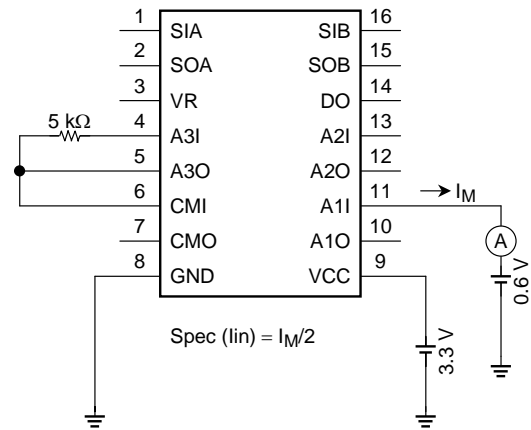 1 SIA SIB 16
2 SOA SOB 15
3 VR DO 14
5 kΩ 4 A3I A2I 13
5 A3O A2O 12
6 CMI A1I 11 I_M
A
7 CMO A1O 10
8 GND VCC 9
0.6 V
Spec (Iin) = I_M/2
3.3 V